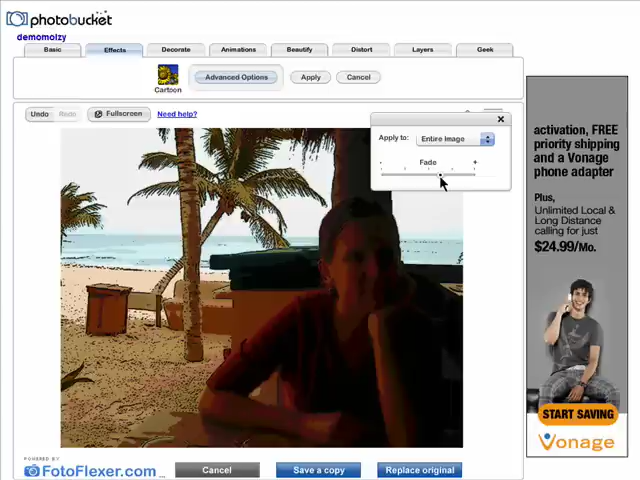 photobucket
demomolzy
Basic
Effects
Decorate
Animations
Beautify
Distort
Layers
Geek
Cartoon
Advanced Options
Apply
Cancel
Undo
Redo
Fullscreen
Need help?
Apply to:
Entire Image
Fade
- +
activation, FREE
priority shipping
and a Vonage
phone adapter
Plus,
Unlimited Local &
Long Distance
calling for just
$24.99/Mo.
START SAVING
Vonage
POWERED BY
FotoFlexer.com
Cancel
Save a copy
Replace original